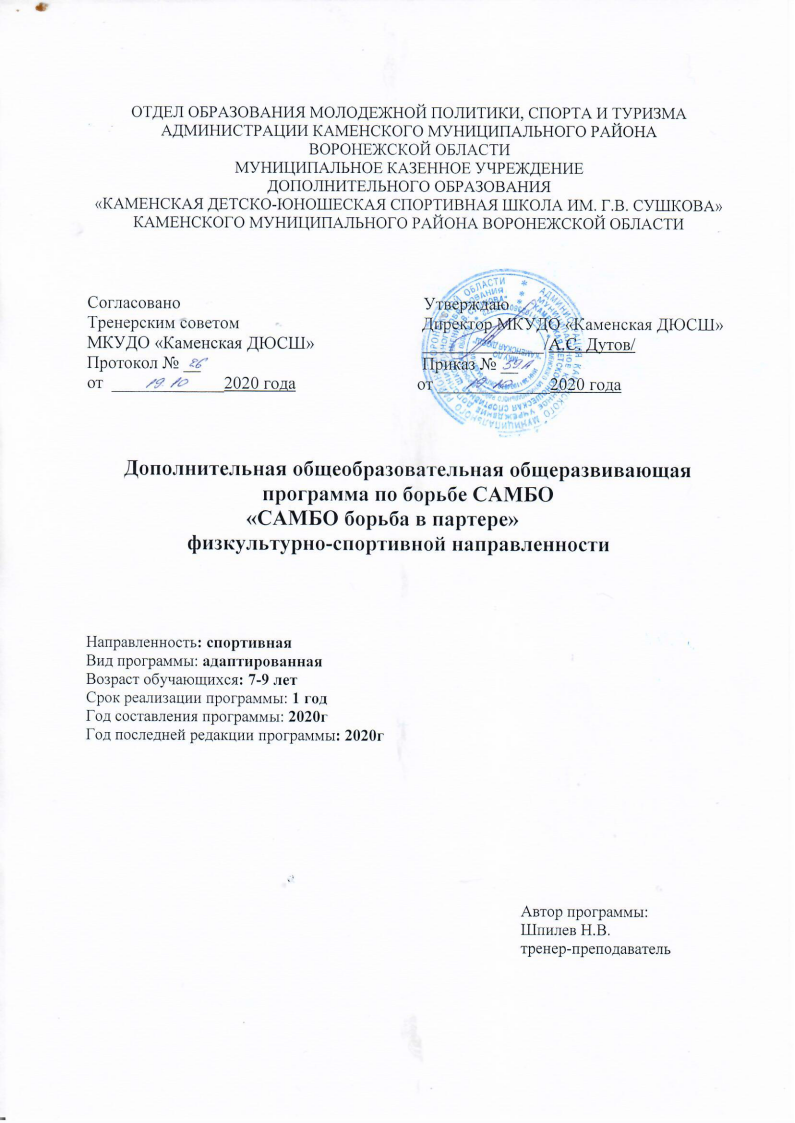 ОТДЕЛ ОБРАЗОВАНИЯ МОЛОДЕЖНОЙ ПОЛИТИКИ, СПОРТА И ТУРИЗМА
АДМИНИСТРАЦИИ КАМЕНСКОГО МУНИЦИПАЛЬНОГО РАЙОНА
ВОРОНЕЖСКОЙ ОБЛАСТИ
МУНИЦИПАЛЬНОЕ КАЗЕННОЕ УЧРЕЖДЕНИЕ
ДОПОЛНИТЕЛЬНОГО ОБРАЗОВАНИЯ
«КАМЕНСКАЯ ДЕТСКО-ЮНОШЕСКАЯ СПОРТИВНАЯ ШКОЛА ИМ. Г.В. СУШКОВА»
КАМЕНСКОГО МУНИЦИПАЛЬНОГО РАЙОНА ВОРОНЕЖСКОЙ ОБЛАСТИ
Согласовано
Тренерским советом
МКУДО «Каменская ДЮСШ»
Протокол № 26
от 19 10 2020 года
Утверждаю
Директор МКУДО «Каменская ДЮСШ»
/А.С. Дутов/
Приказ №
от 19 10 2020 года
Дополнительная общеобразовательная общеразвивающая
программа по борьбе САМБО
«САМБО борьба в партере»
физкультурно-спортивной направленности
Направленность: спортивная
Вид программы: адаптированная
Возраст обучающихся: 7-9 лет
Срок реализации программы: 1 год
Год составления программы: 2020г
Год последней редакции программы: 2020г
Автор программы:
Шпилев Н.В.
тренер-преподаватель